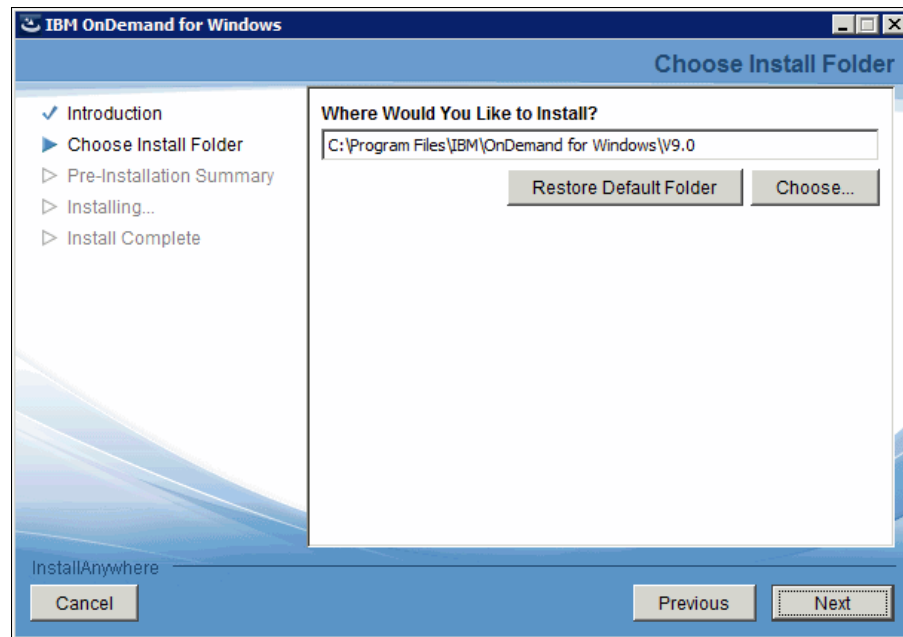 IBM OnDemand for Windows
Choose Install Folder
Introduction
Choose Install Folder
Pre-Installation Summary
Installing...
Install Complete
Where Would You Like to Install?
C:\Program Files\IBM\OnDemand for Windows\V9.0
Restore Default Folder
Choose...
InstallAnywhere
Cancel
Previous
Next